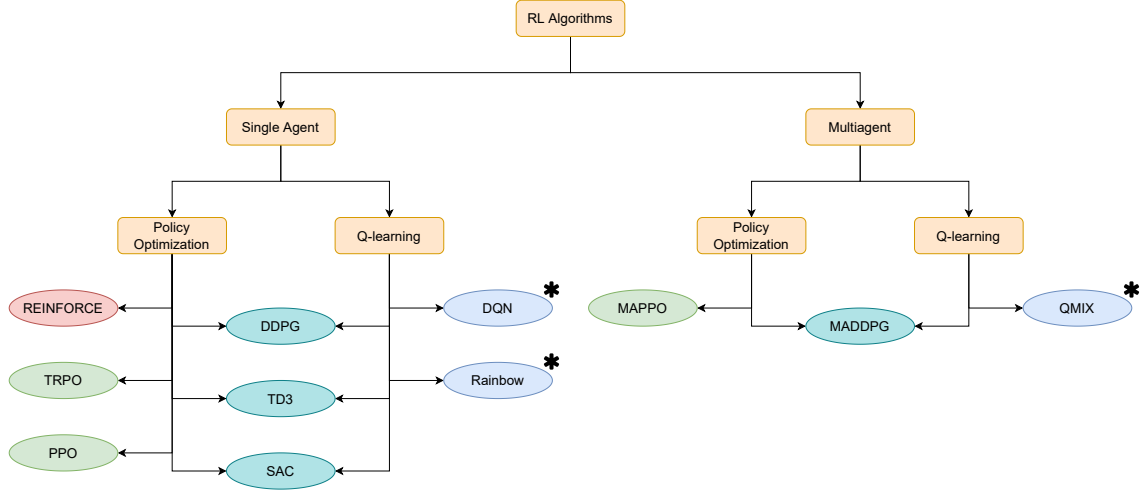 RL Algorithms
Single Agent
Multiagent
Policy
Optimization
Q-learning
Policy
Optimization
Q-learning
REINFORCE
DDPG
DQN
*
MAPPO
MADDPG
QMIX
*
TRPO
TD3
Rainbow
*
PPO
SAC